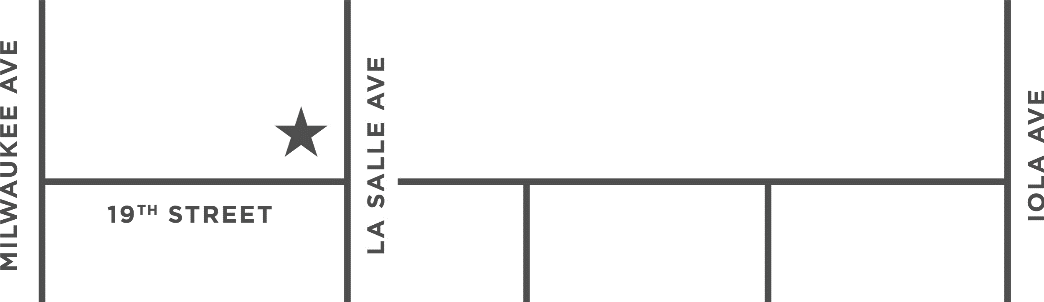 MILWAUKEE AVE
19TH STREET
LA SALLE AVE
IOLA AVE